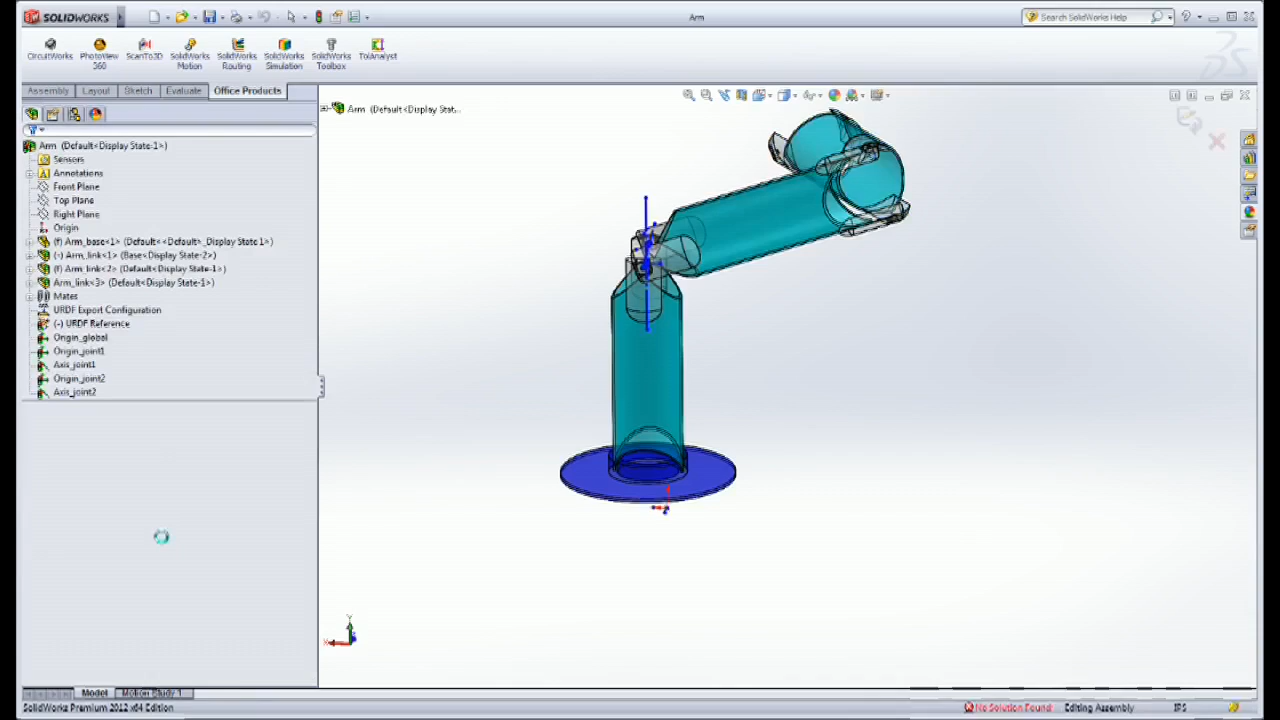 SOLIDWORKS
Arm
Search SolidWorks Help
CircuitWorks
PhotoView 360
ScanTo3D
SolidWorks Motion
SolidWorks Routing
SolidWorks Simulation
SolidWorks Toolbox
TolAnalyst
Assembly
Layout
Sketch
Evaluate
Office Products
Arm (Default<Display State-1>)
Sensors
Annotations
Front Plane
Top Plane
Right Plane
Origin
(f) Arm_base<1> (Default<<Default>_Display State 1>)
(-) Arm_link<1> (Base<Display State-2>)
(f) Arm_link<2> (Default<Display State-1>)
Arm_link<3> (Default<Display State-1>)
Mates
URDF Export Configuration
(-) URDF Reference
Origin_global
Origin_joint1
Axis_joint1
Origin_joint2
Axis_joint2
Arm (Default<Display Stat...
Y
X
Model
Motion Study 1
SolidWorks Premium 2012 x64 Edition
No Solution Found
Editing Assembly
IPS